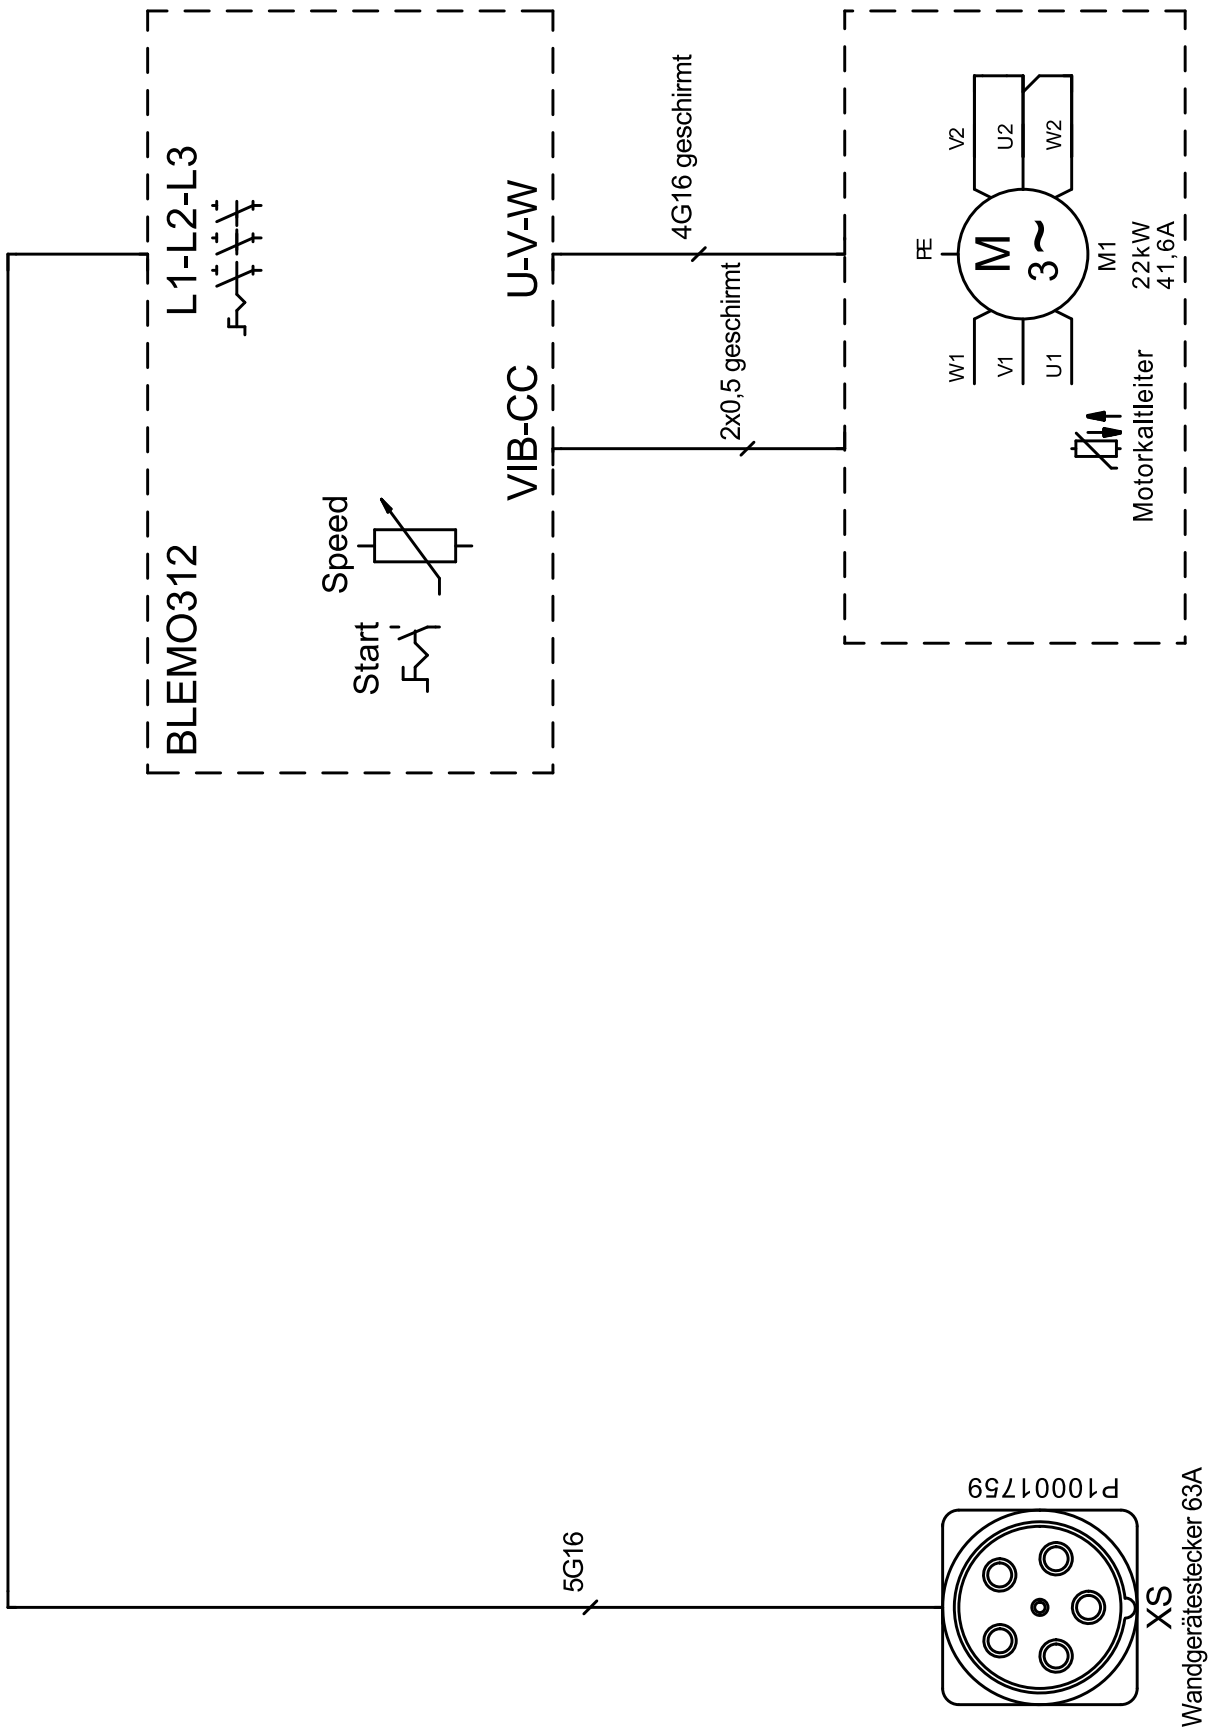 BLEMO312
L1-L2-L3
Start
Speed
VIB-CC
U-V-W
2x0,5 geschirmt
4G16 geschirmt
PE
W1
V1
U1
V2
U2
W2
M
3~
M1
22kW
41,6A
Motorkaltleiter
5G16
P10001759
XS
Wandgerätestecker 63A